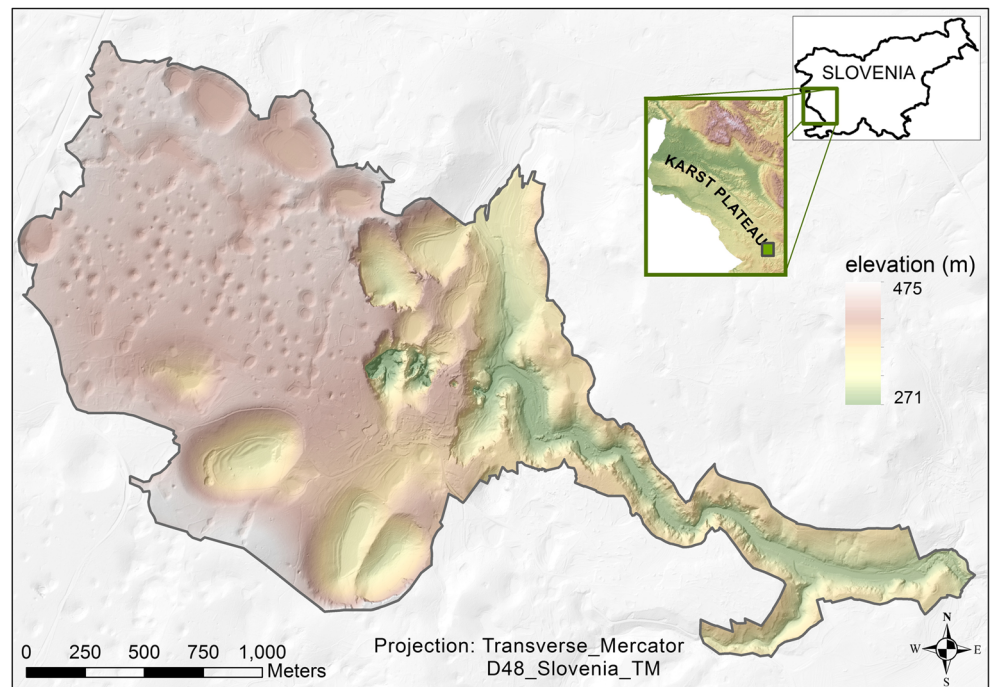 SLOVENIA
KARST PLATEAU
elevation (m)
475
271
0 250 500 750 1,000
Meters
Projection: Transverse_Mercator
D48_Slovenia_TM
N
W E
S